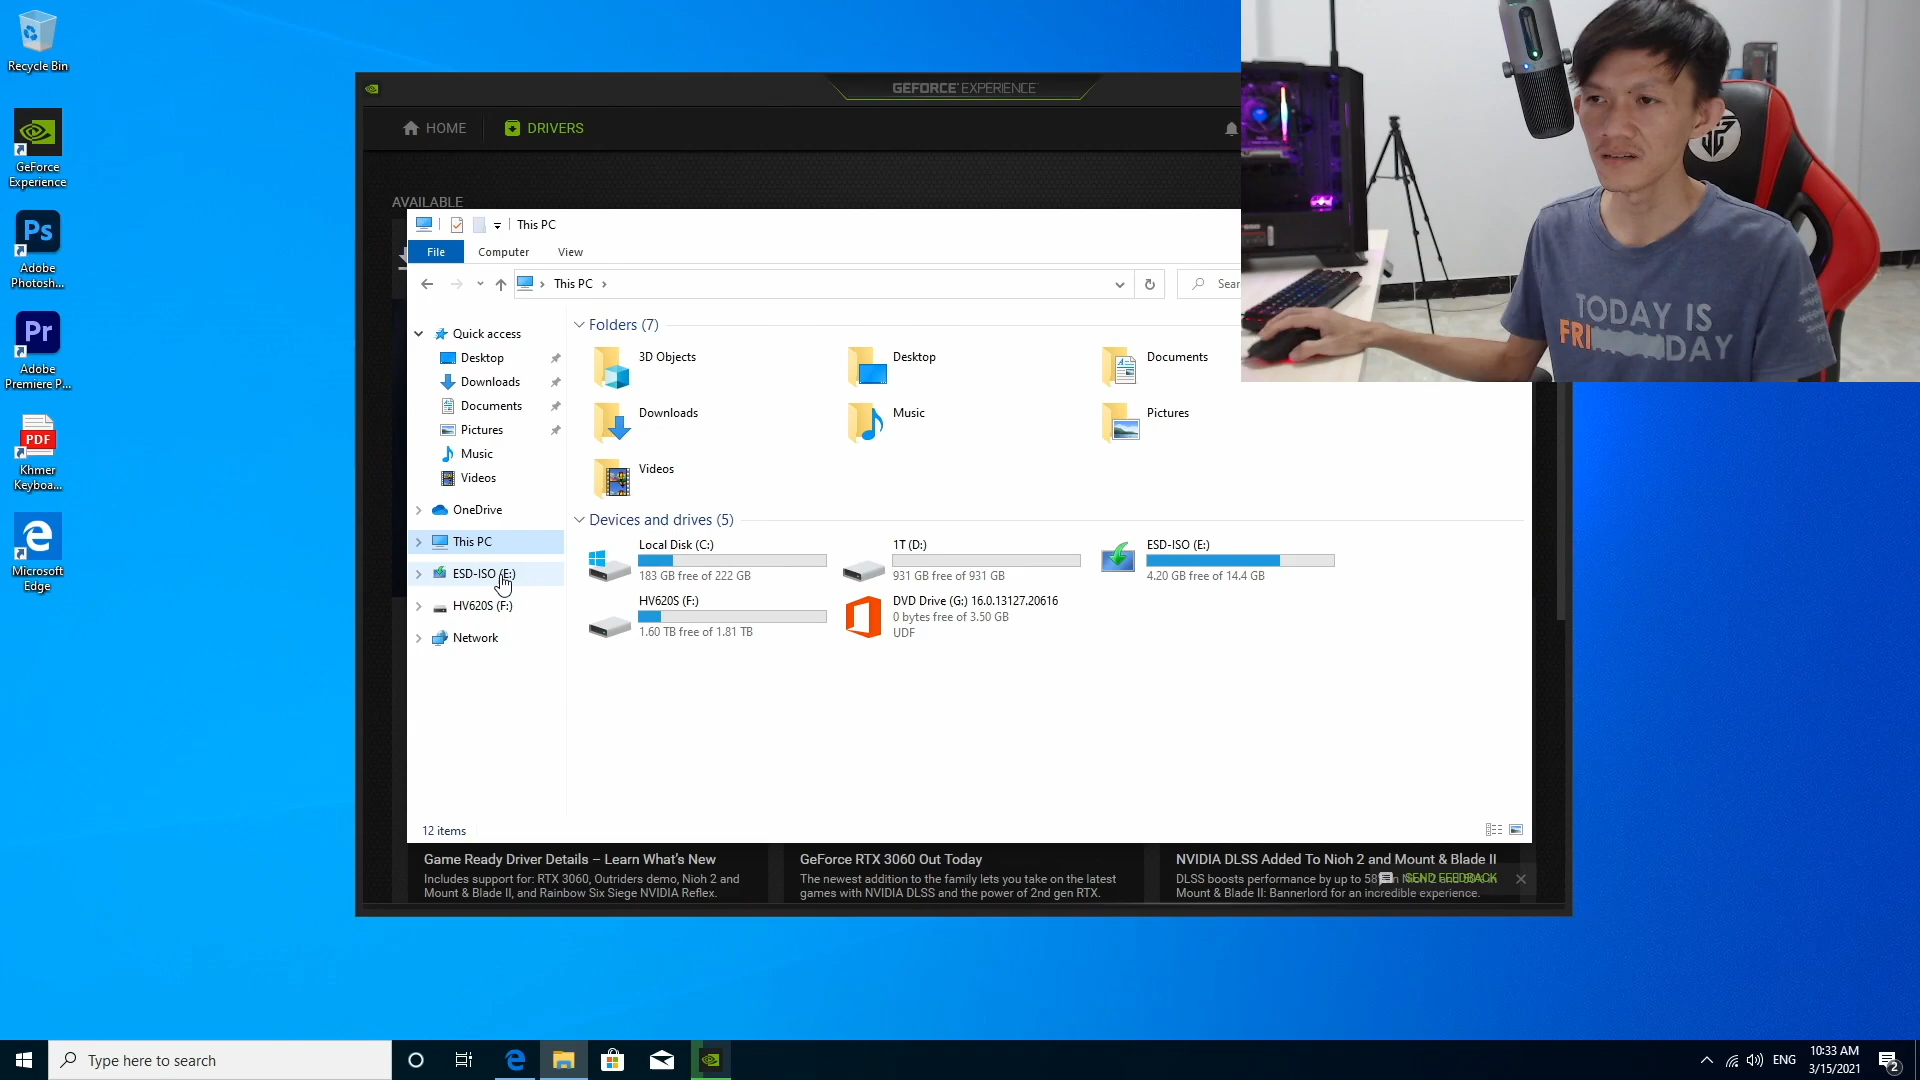 Recycle Bin
GEFORCE EXPERIENCE
HOME
DRIVERS
GeForce
Experience
AVAILABLE
This PC
File
Computer
View
This PC
Sear
Ps
Adobe
Photosh...
Quick access
Desktop
Downloads
Documents
Pictures
Music
Videos
OneDrive
This PC
ESD-ISO (E:)
HV620S (F:)
Network
Folders (7)
3D Objects
Desktop
Documents
Downloads
Music
Pictures
Videos
Devices and drives (5)
Local Disk (C:)
183 GB free of 222 GB
1T (D:)
931 GB free of 931 GB
ESD-ISO (E:)
4.20 GB free of 14.4 GB
HV620S (F:)
1.60 TB free of 1.81 TB
DVD Drive (G:) 16.0.13127.20616
0 bytes free of 3.50 GB
UDF
Pr
Adobe
Premiere P...
PDF
Khmer
Keyboa...
Microsoft
Edge
TODAY IS
FRI
DAY
12 items
Game Ready Driver Details – Learn What's New
Includes support for: RTX 3060, Outriders demo, Nioh 2 and
Mount & Blade II, and Rainbow Six Siege NVIDIA Reflex.
GeForce RTX 3060 Out Today
The newest addition to the family lets you take on the latest
games with NVIDIA DLSS and the power of 2nd gen RTX.
NVIDIA DLSS Added To Nioh 2 and Mount & Blade II
DLSS boosts performance by up to 58
SEND FEEDBACK
Mount & Blade II: Bannerlord for an incredible experience.
Type here to search
ENG
10:33 AM
3/15/2021
2